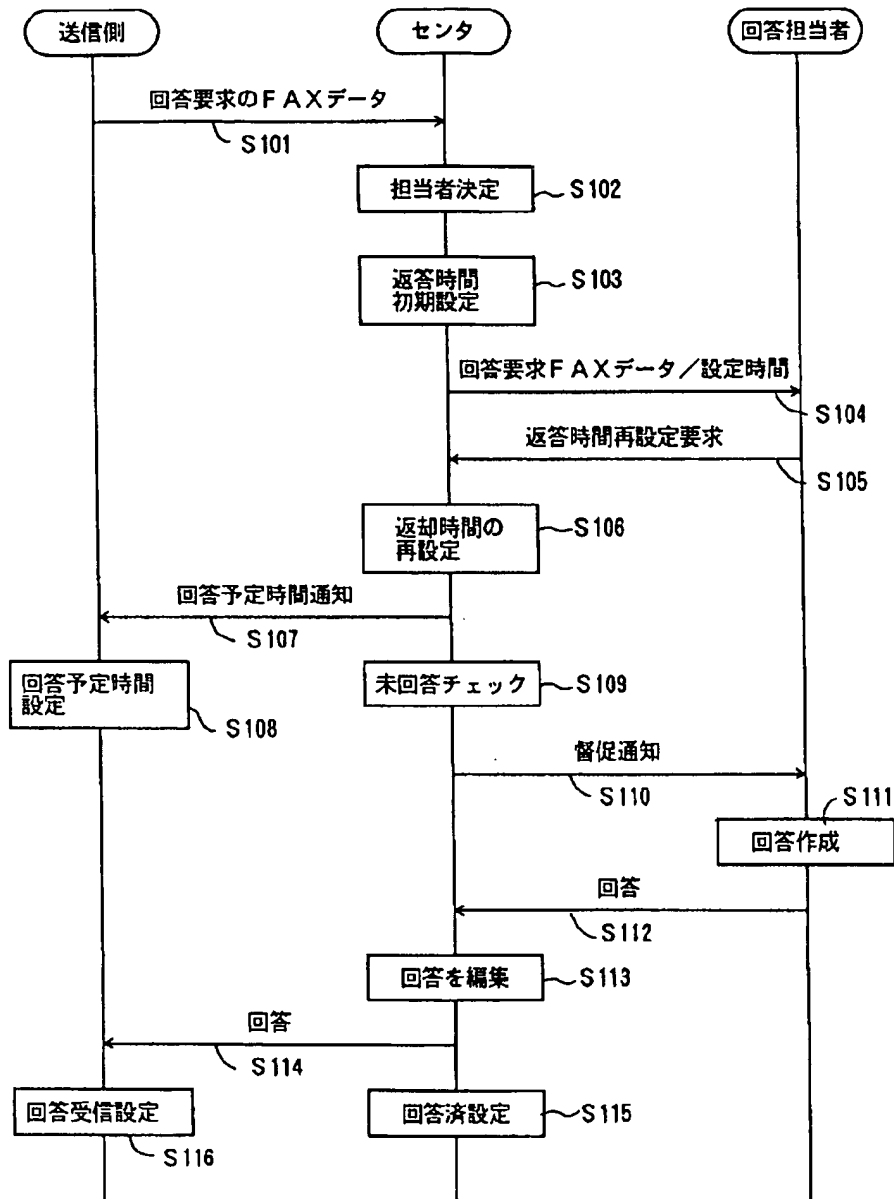 送信側
センタ
回答担当者
回答要求のFAXデータ
S101
担当者決定
S102
返答時間
初期設定
S103
回答要求FAXデータ/設定時間
S104
返答時間再設定要求
S105
返却時間の
再設定
S106
回答予定時間通知
S107
回答予定時間
設定
S108
未回答チェック
S109
督促通知
S110
S111
回答作成
回答
S112
回答を編集
S113
回答
S114
回答受信設定
S116
回答済設定
S115